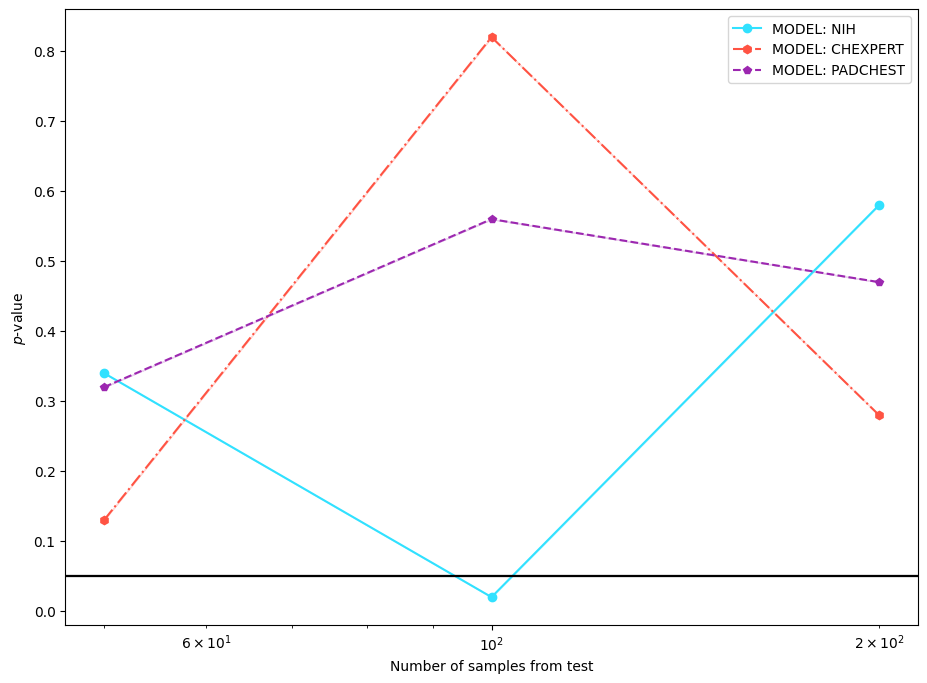 MODEL: NIH
MODEL: CHEXPERT
MODEL: PADCHEST
0.8
0.7
0.6
0.5
0.4
0.3
0.2
0.1
0.0
p-value
6 × 10¹ 10² 2 × 10²
Number of samples from test